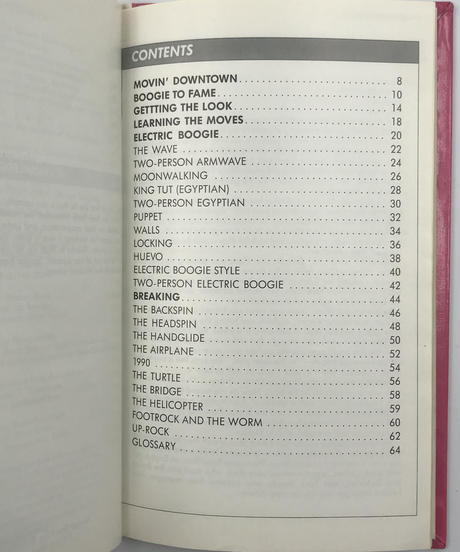 CONTENTS
MOVIN' DOWNTOWN 8
BOOGIE TO FAME 10
GETTTING THE LOOK 14
LEARNING THE MOVES 18
ELECTRIC BOOGIE 20
THE WAVE 22
TWO-PERSON ARMWAVE 24
MOONWALKING 26
KING TUT (EGYPTIAN) 28
TWO-PERSON EGYPTIAN 30
PUPPET 32
WALLS 34
LOCKING 36
HUEVO 38
ELECTRIC BOOGIE STYLE 40
TWO-PERSON ELECTRIC BOOGIE 42
BREAKING 44
THE BACKSPIN 46
THE HEADSPIN 48
THE HANDGLIDE 50
THE AIRPLANE 52
1990 54
THE TURTLE 56
THE BRIDGE 58
THE HELICOPTER 59
FOOTROCK AND THE WORM 60
UP-ROCK 62
GLOSSARY 64